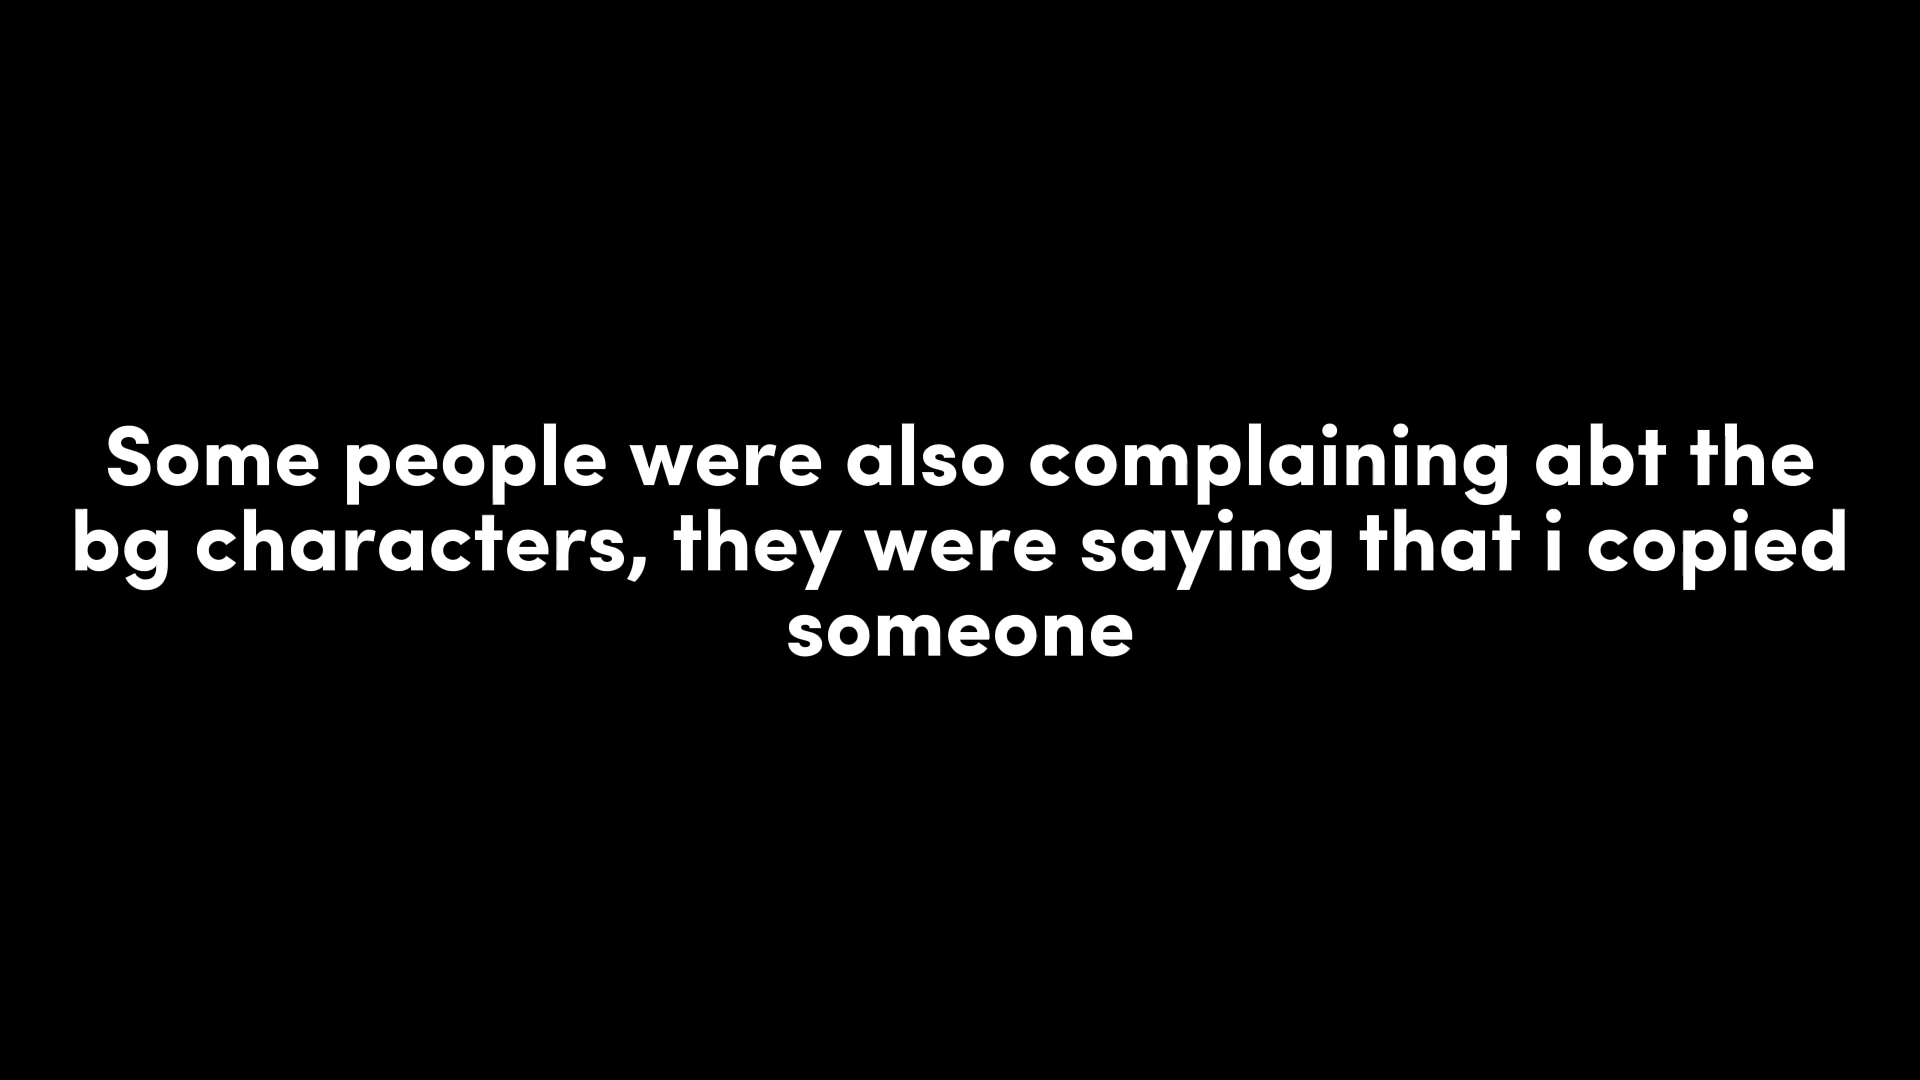 Some people were also complaining abt the
bg characters, they were saying that i copied
someone